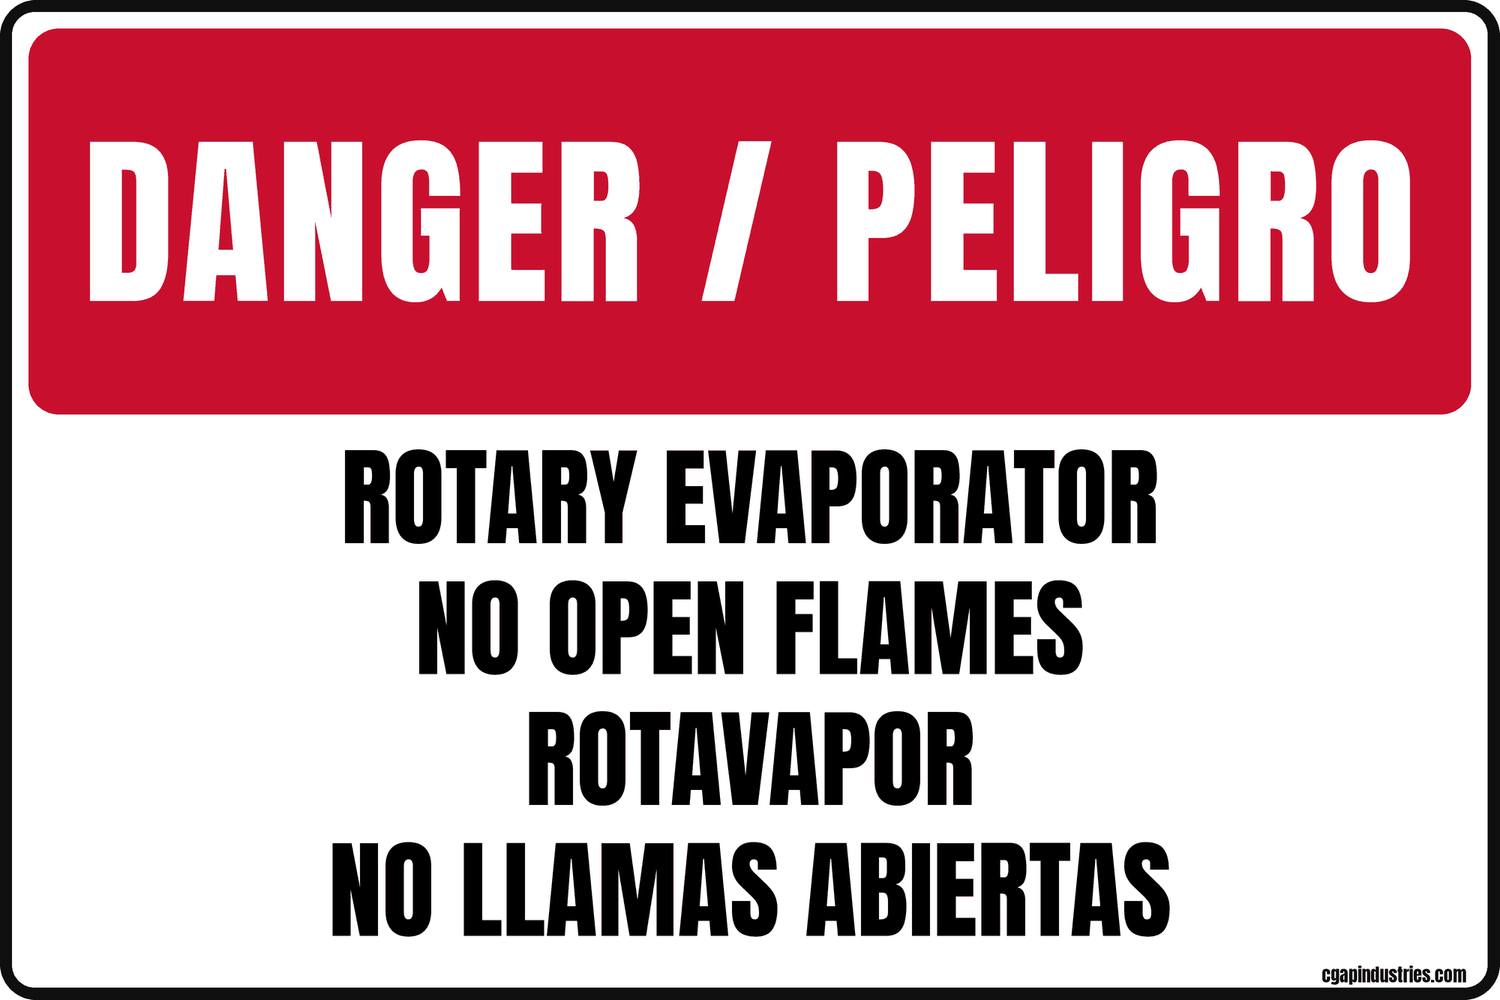 DANGER / PELIGRO
ROTARY EVAPORATOR
NO OPEN FLAMES
ROTAVAPOR
NO LLAMAS ABIERTAS
cgapindustries.com